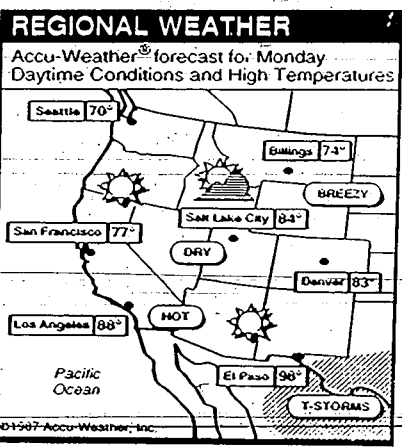 REGIONAL WEATHER
Accu-Weather® forecast for Monday
Daytime Conditions and High Temperatures
Seattle 70°
Billings 74°
BREEZY
Salt Lake City 84°
San Francisco 77°
DRY
Denver 83°
HOT
Los Angeles 88°
Pacific
Ocean
El Paso 98°
T-STORMS
©1987 Accu-Weather, Inc.